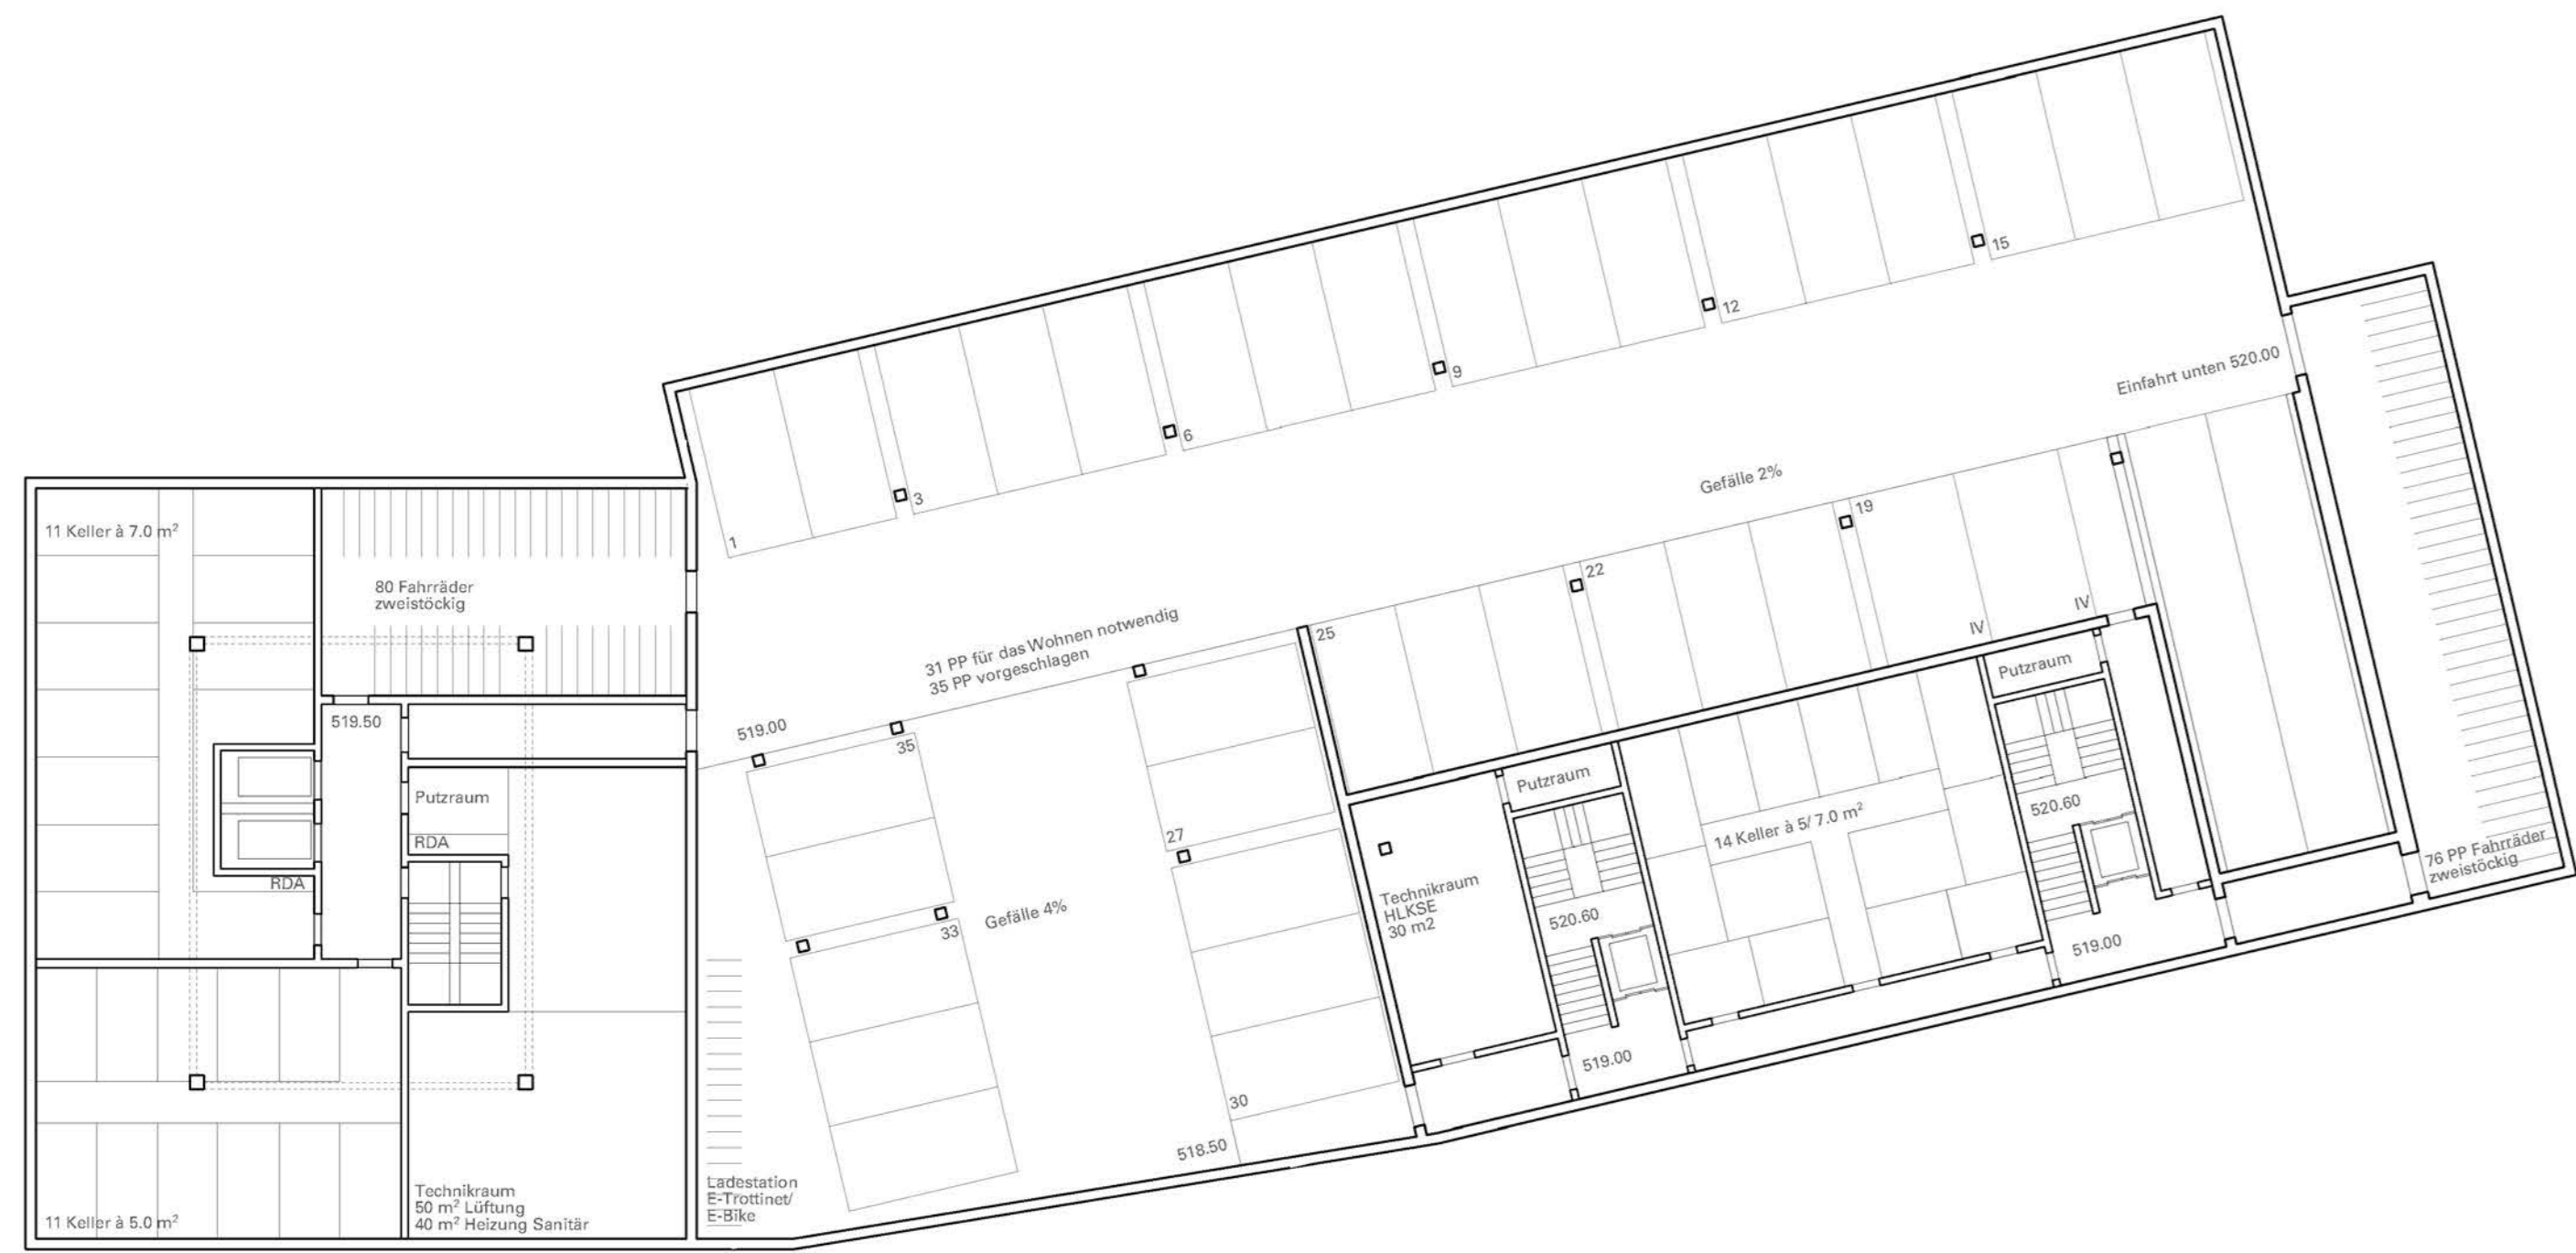 11 Keller à 7.0 m²
80 Fahrräder
zweistöckig
519.50
Putzraum
RDA
RDA
11 Keller à 5.0 m²
Technikraum
50 m² Lüftung
40 m² Heizung Sanitär
Ladestation
E-Trottinet/
E-Bike
1
3
6
9
12
15
Einfahrt unten 520.00
Gefälle 2%
19
22
25
31 PP für das Wohnen notwendig
35 PP vorgeschlagen
519.00
35
27
33
Gefälle 4%
30
518.50
IV
IV
Putzraum
Putzraum
Technikraum
HLKSE
30 m2
520.60
519.00
14 Keller à 5/ 7.0 m²
520.60
519.00
76 PP Fahrräder
zweistöckig